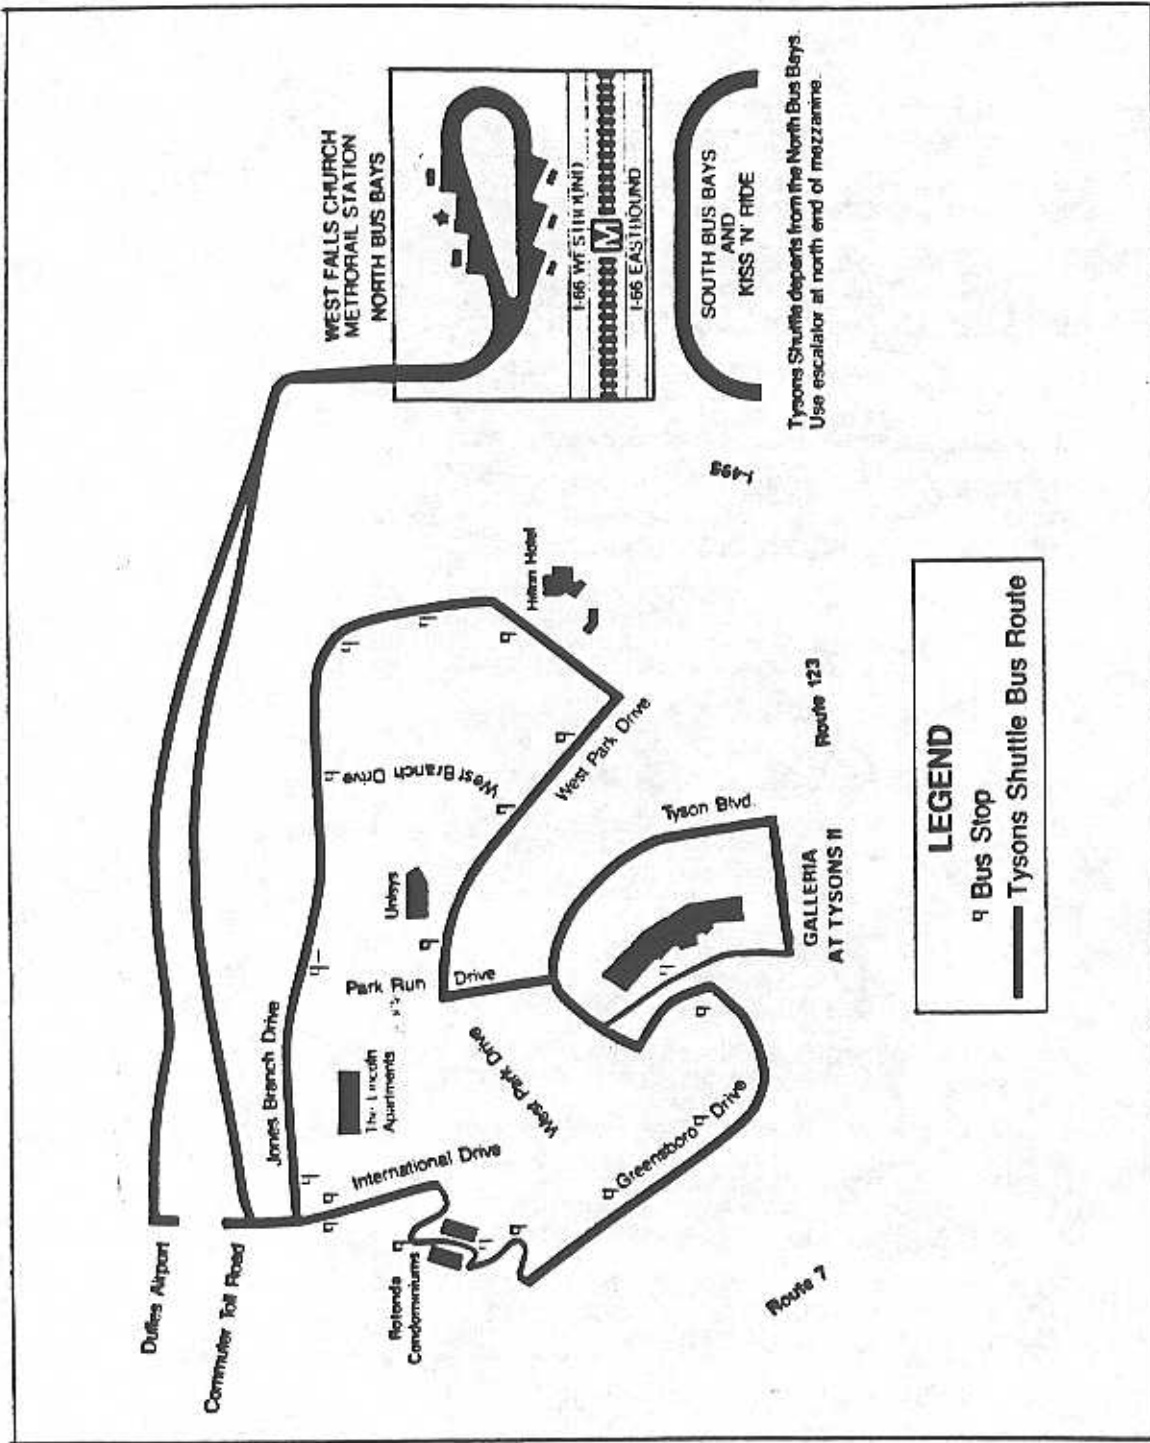 WEST FALLS CHURCH
METRORAIL STATION
NORTH BUS BAYS
I-66 WESTBOUND
M
I-66 EASTBOUND
SOUTH BUS BAYS
AND
KISS 'N' RIDE
Tysons Shuttle departs from the North Bus Bays.
Use escalator at north end of mezzanine.
I-495
Hilton Hotel
Route 123
West Park Drive
West Branch Drive
Tyson Blvd.
GALLERIA
AT TYSONS II
Unisys
Park Run
Drive
Jones Branch Drive
The Lincoln
Apartments
West Park Drive
International Drive
Greensboro Drive
Rotonda
Condominiums
Route 7
Dulles Airport
Commuter Toll Road
LEGEND
Bus Stop
Tysons Shuttle Bus Route